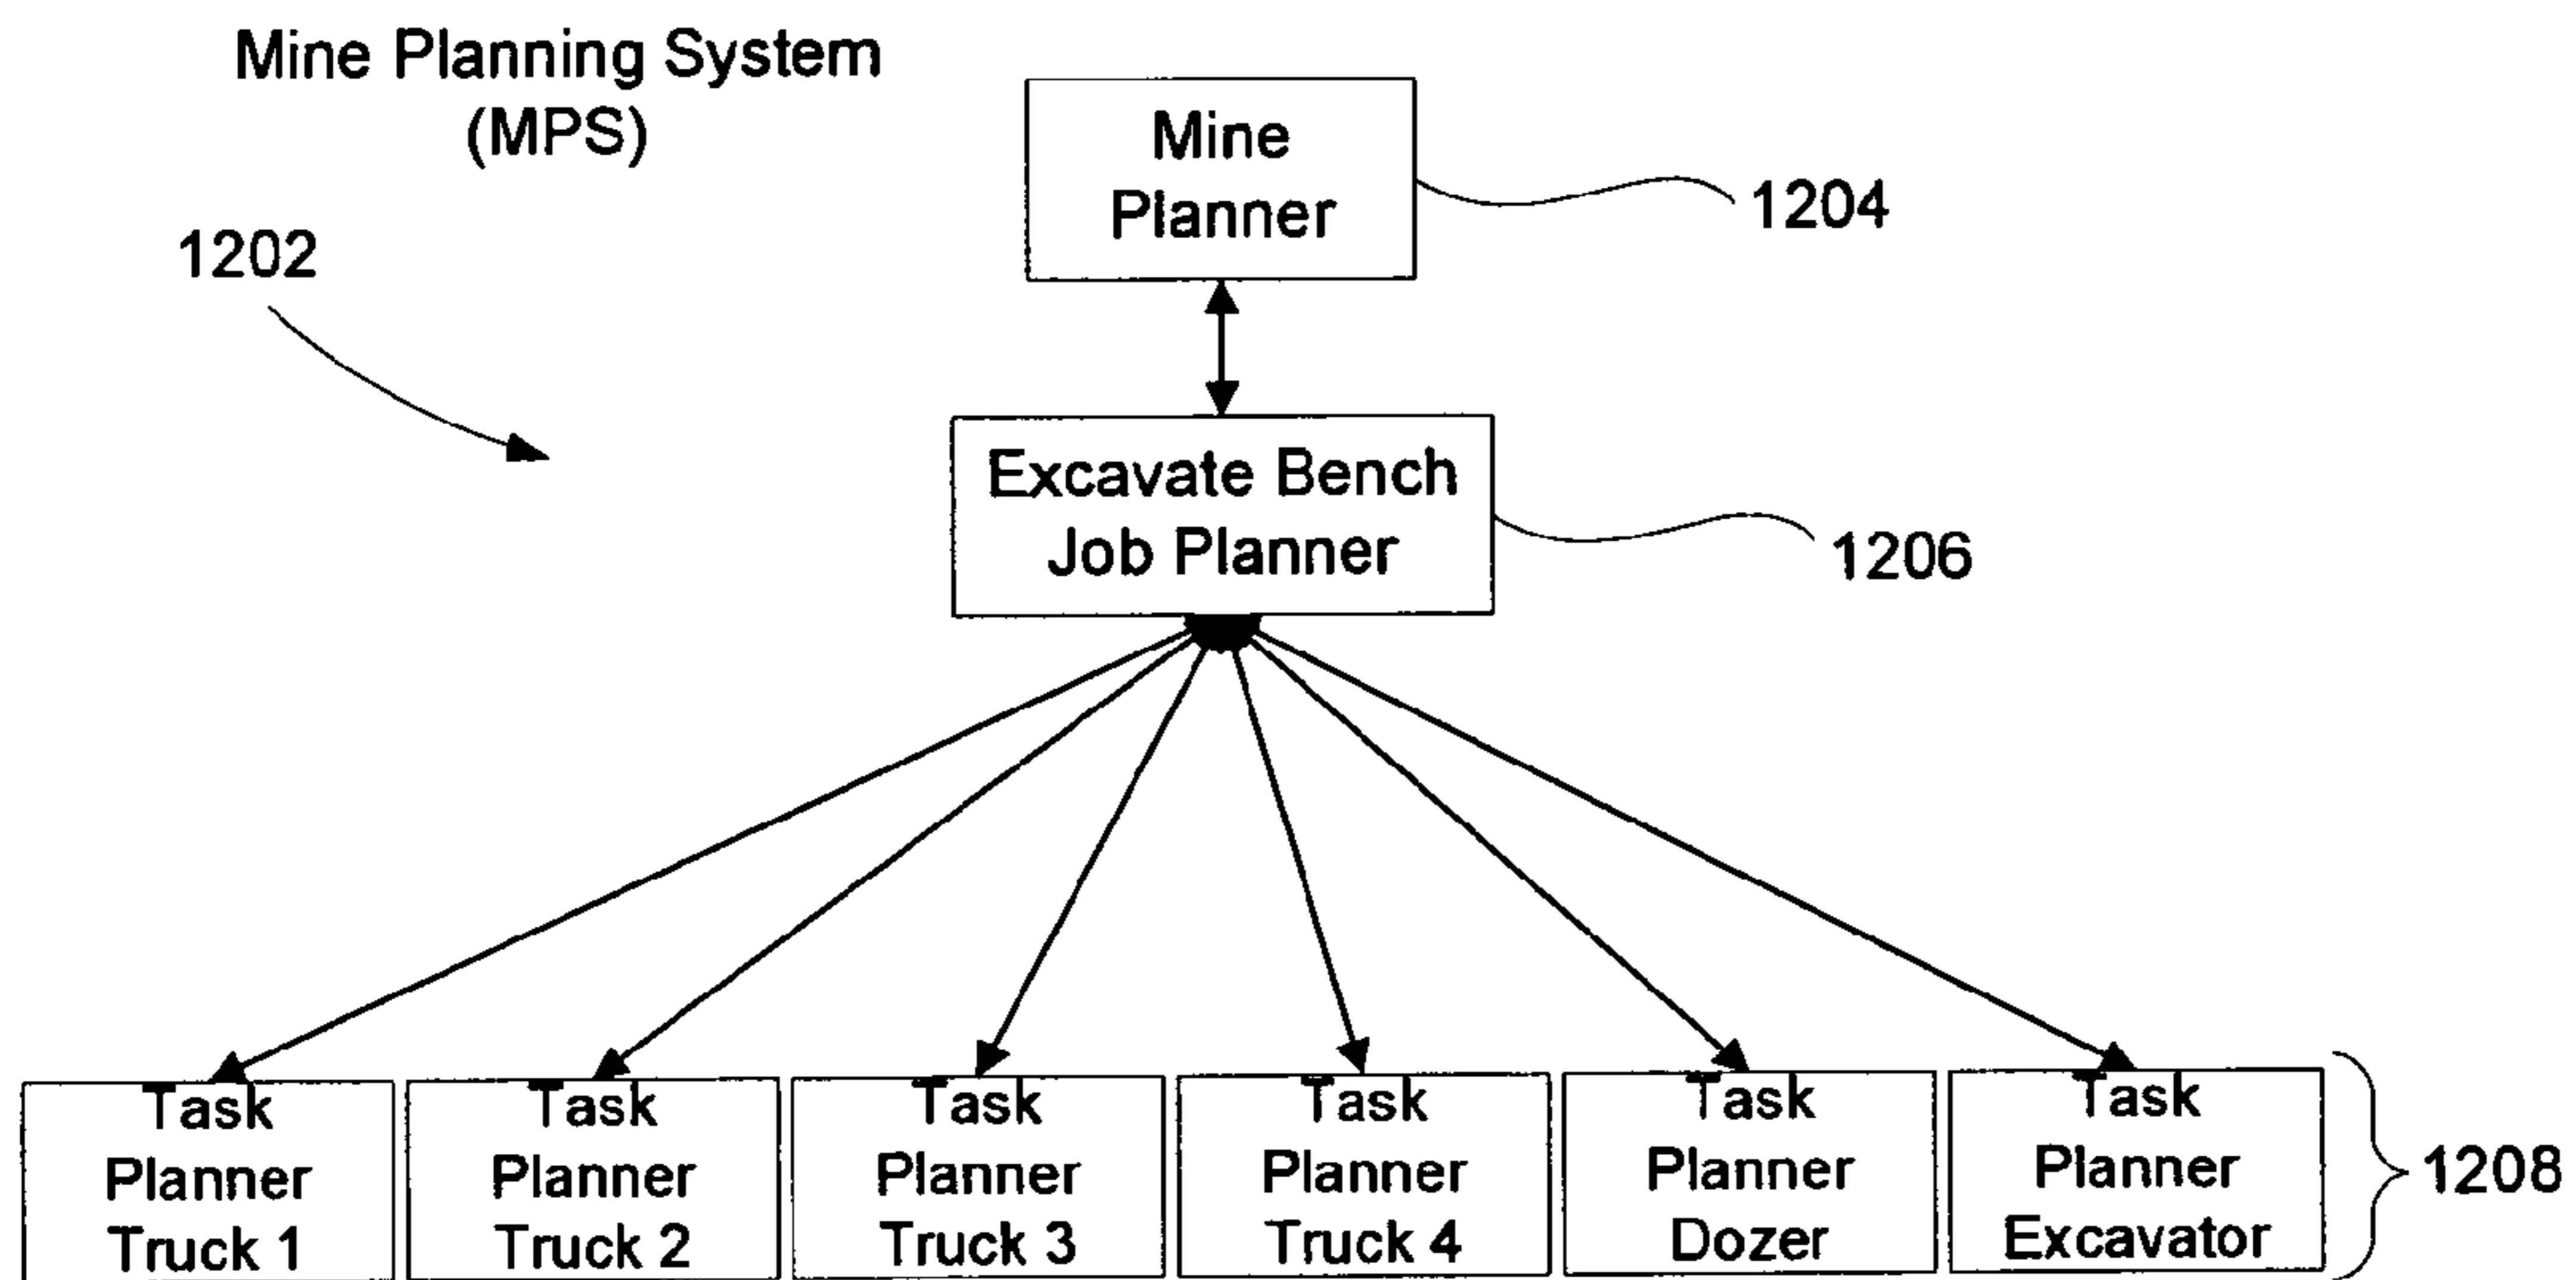 Mine Planning System
(MPS)
Mine
Planner
1204
1202
Excavate Bench
Job Planner
1206
Task
Planner
Truck 1
Task
Planner
Truck 2
Task
Planner
Truck 3
Task
Planner
Truck 4
Task
Planner
Dozer
Task
Planner
Excavator
1208